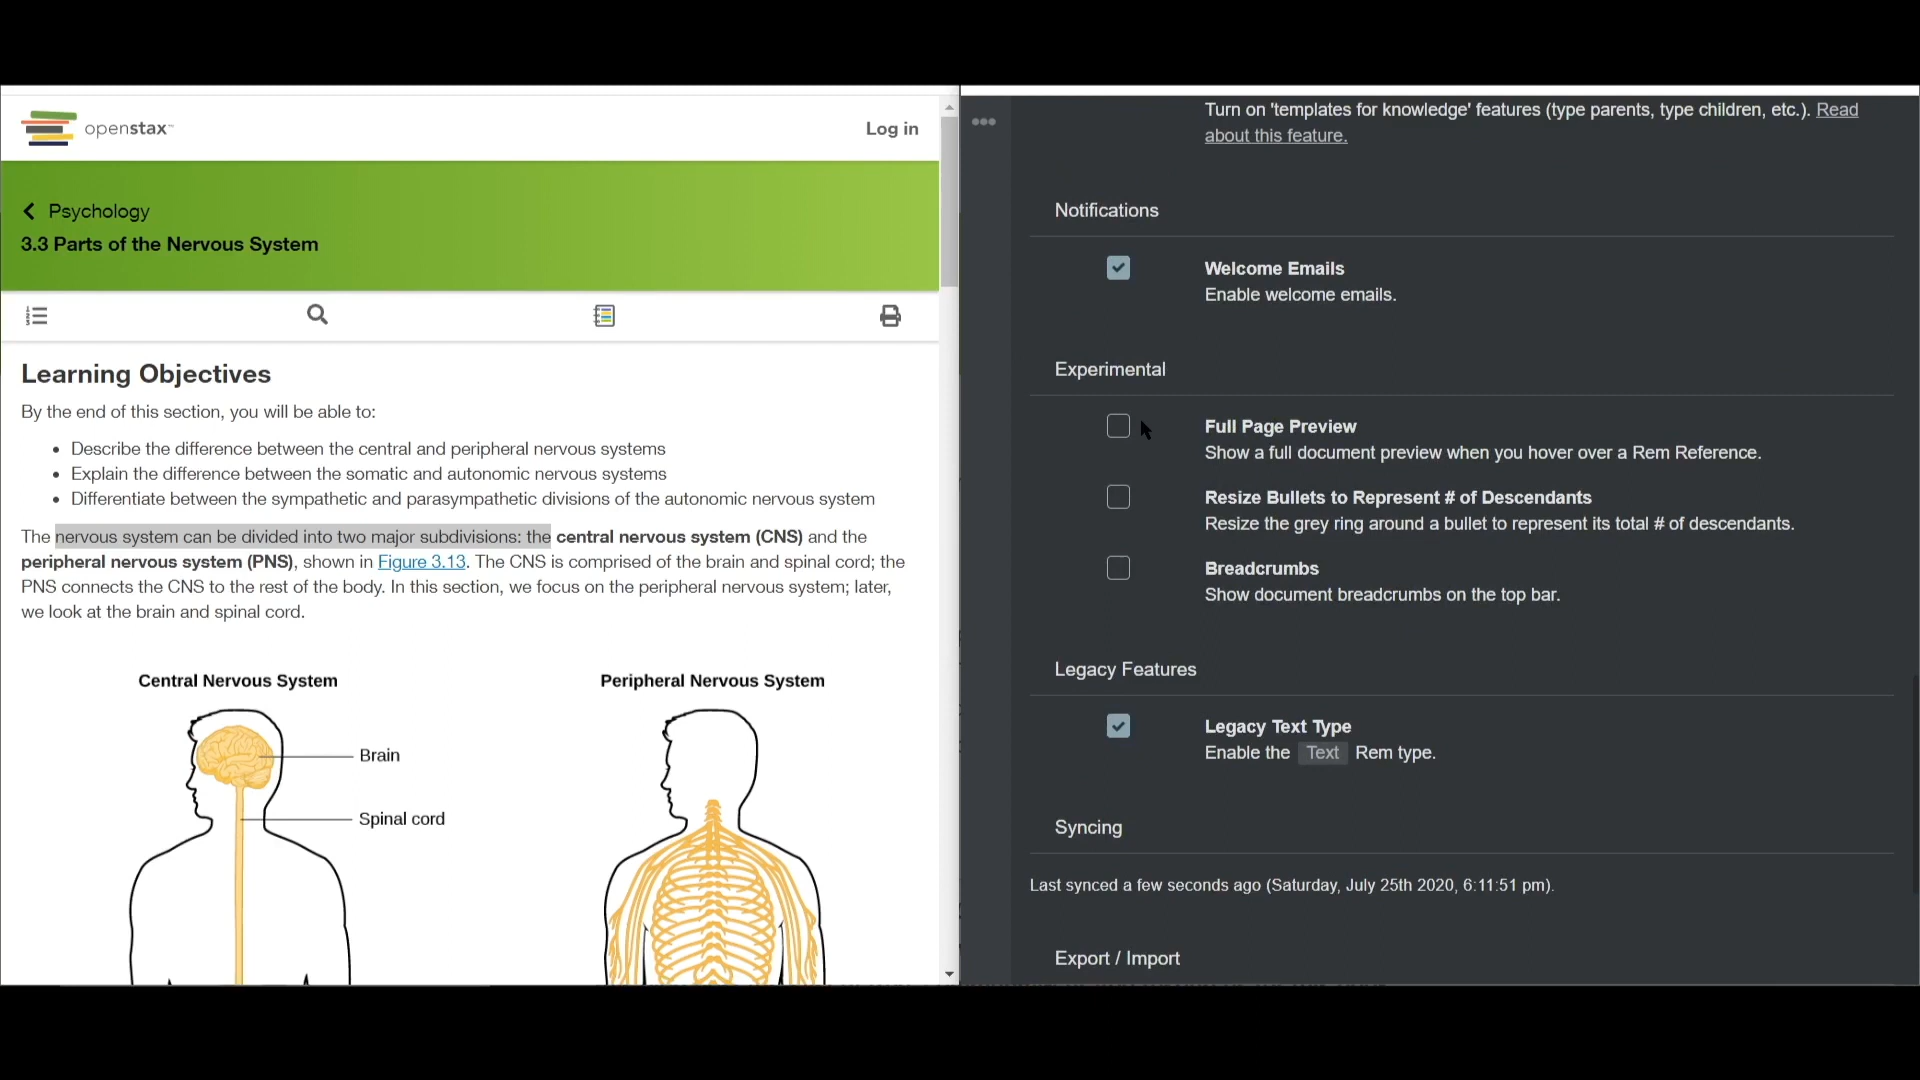 openstax™
Log in
Psychology
3.3 Parts of the Nervous System
Learning Objectives
By the end of this section, you will be able to:
• Describe the difference between the central and peripheral nervous systems
• Explain the difference between the somatic and autonomic nervous systems
• Differentiate between the sympathetic and parasympathetic divisions of the autonomic nervous system
The nervous system can be divided into two major subdivisions: the central nervous system (CNS) and the
peripheral nervous system (PNS), shown in Figure 3.13. The CNS is comprised of the brain and spinal cord; the
PNS connects the CNS to the rest of the body. In this section, we focus on the peripheral nervous system; later,
we look at the brain and spinal cord.
Central Nervous System
Peripheral Nervous System
Brain
Spinal cord
Turn on 'templates for knowledge' features (type parents, type children, etc.). Read
about this feature.
Notifications
Welcome Emails
Enable welcome emails.
Experimental
Full Page Preview
Show a full document preview when you hover over a Rem Reference.
Resize Bullets to Represent # of Descendants
Resize the grey ring around a bullet to represent its total # of descendants.
Breadcrumbs
Show document breadcrumbs on the top bar.
Legacy Features
Legacy Text Type
Enable the Text Rem type.
Syncing
Last synced a few seconds ago (Saturday, July 25th 2020, 6:11:51 pm).
Export / Import